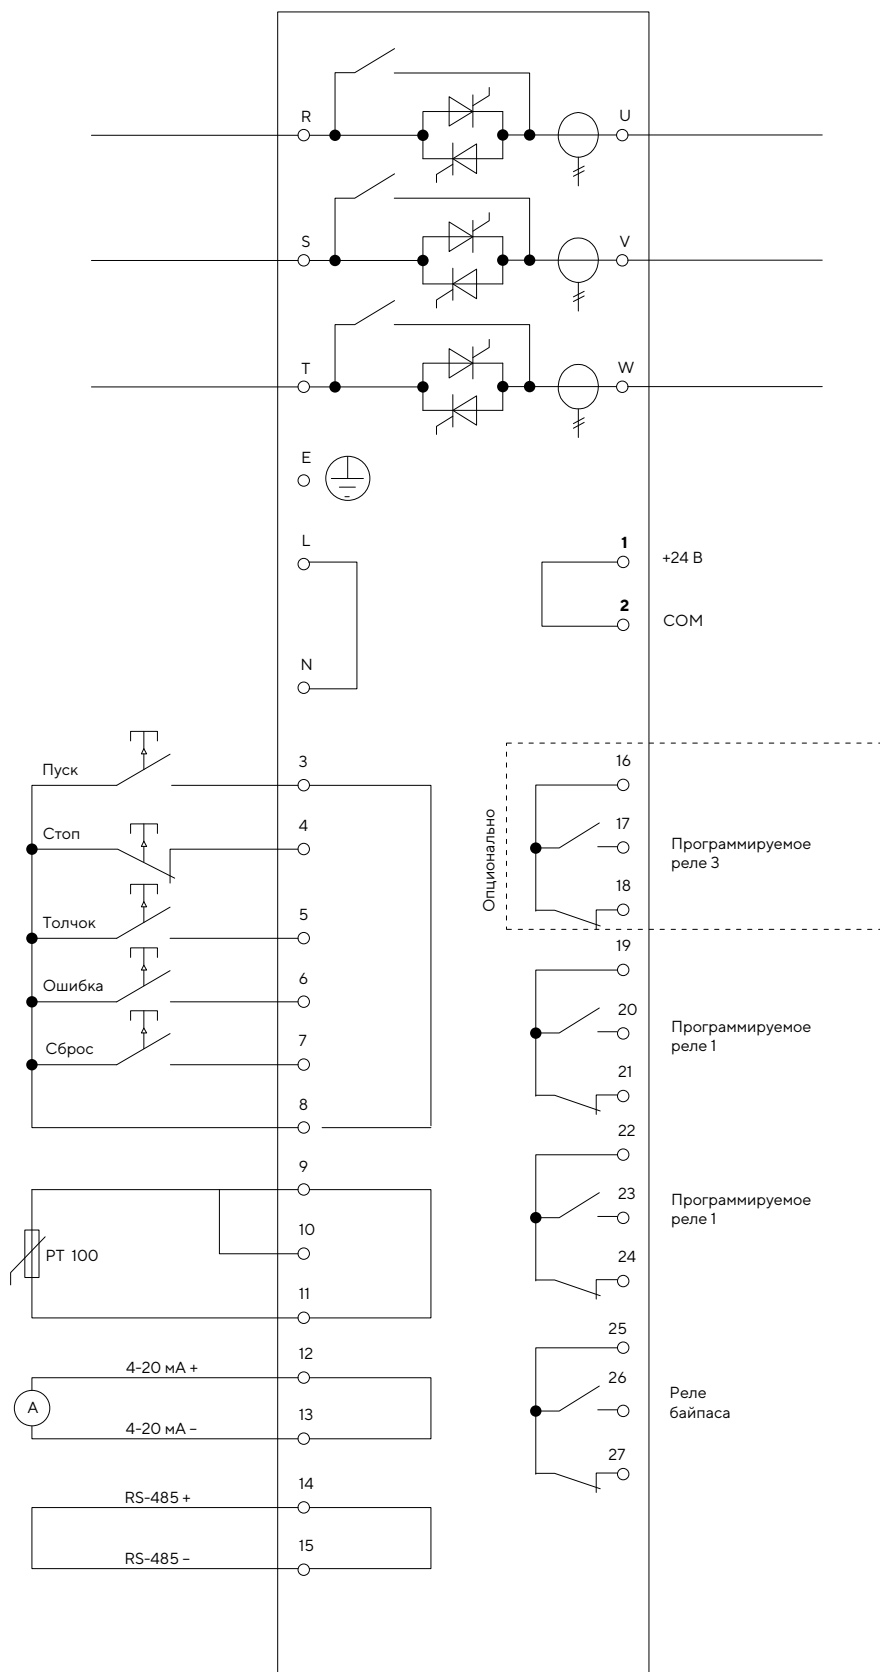 R
U
S
V
T
W
E
L
1
+24 В
2
COM
N
3
Пуск
4
Стоп
5
Толчок
6
Ошибка
7
Сброс
8
9
10
PT 100
11
12
4-20 мА +
A
13
4-20 мА –
14
RS-485 +
15
RS-485 –
Опционально
16
17
Программируемое
реле 3
18
19
20
Программируемое
реле 1
21
22
23
Программируемое
реле 1
24
25
26
Реле
байпаса
27